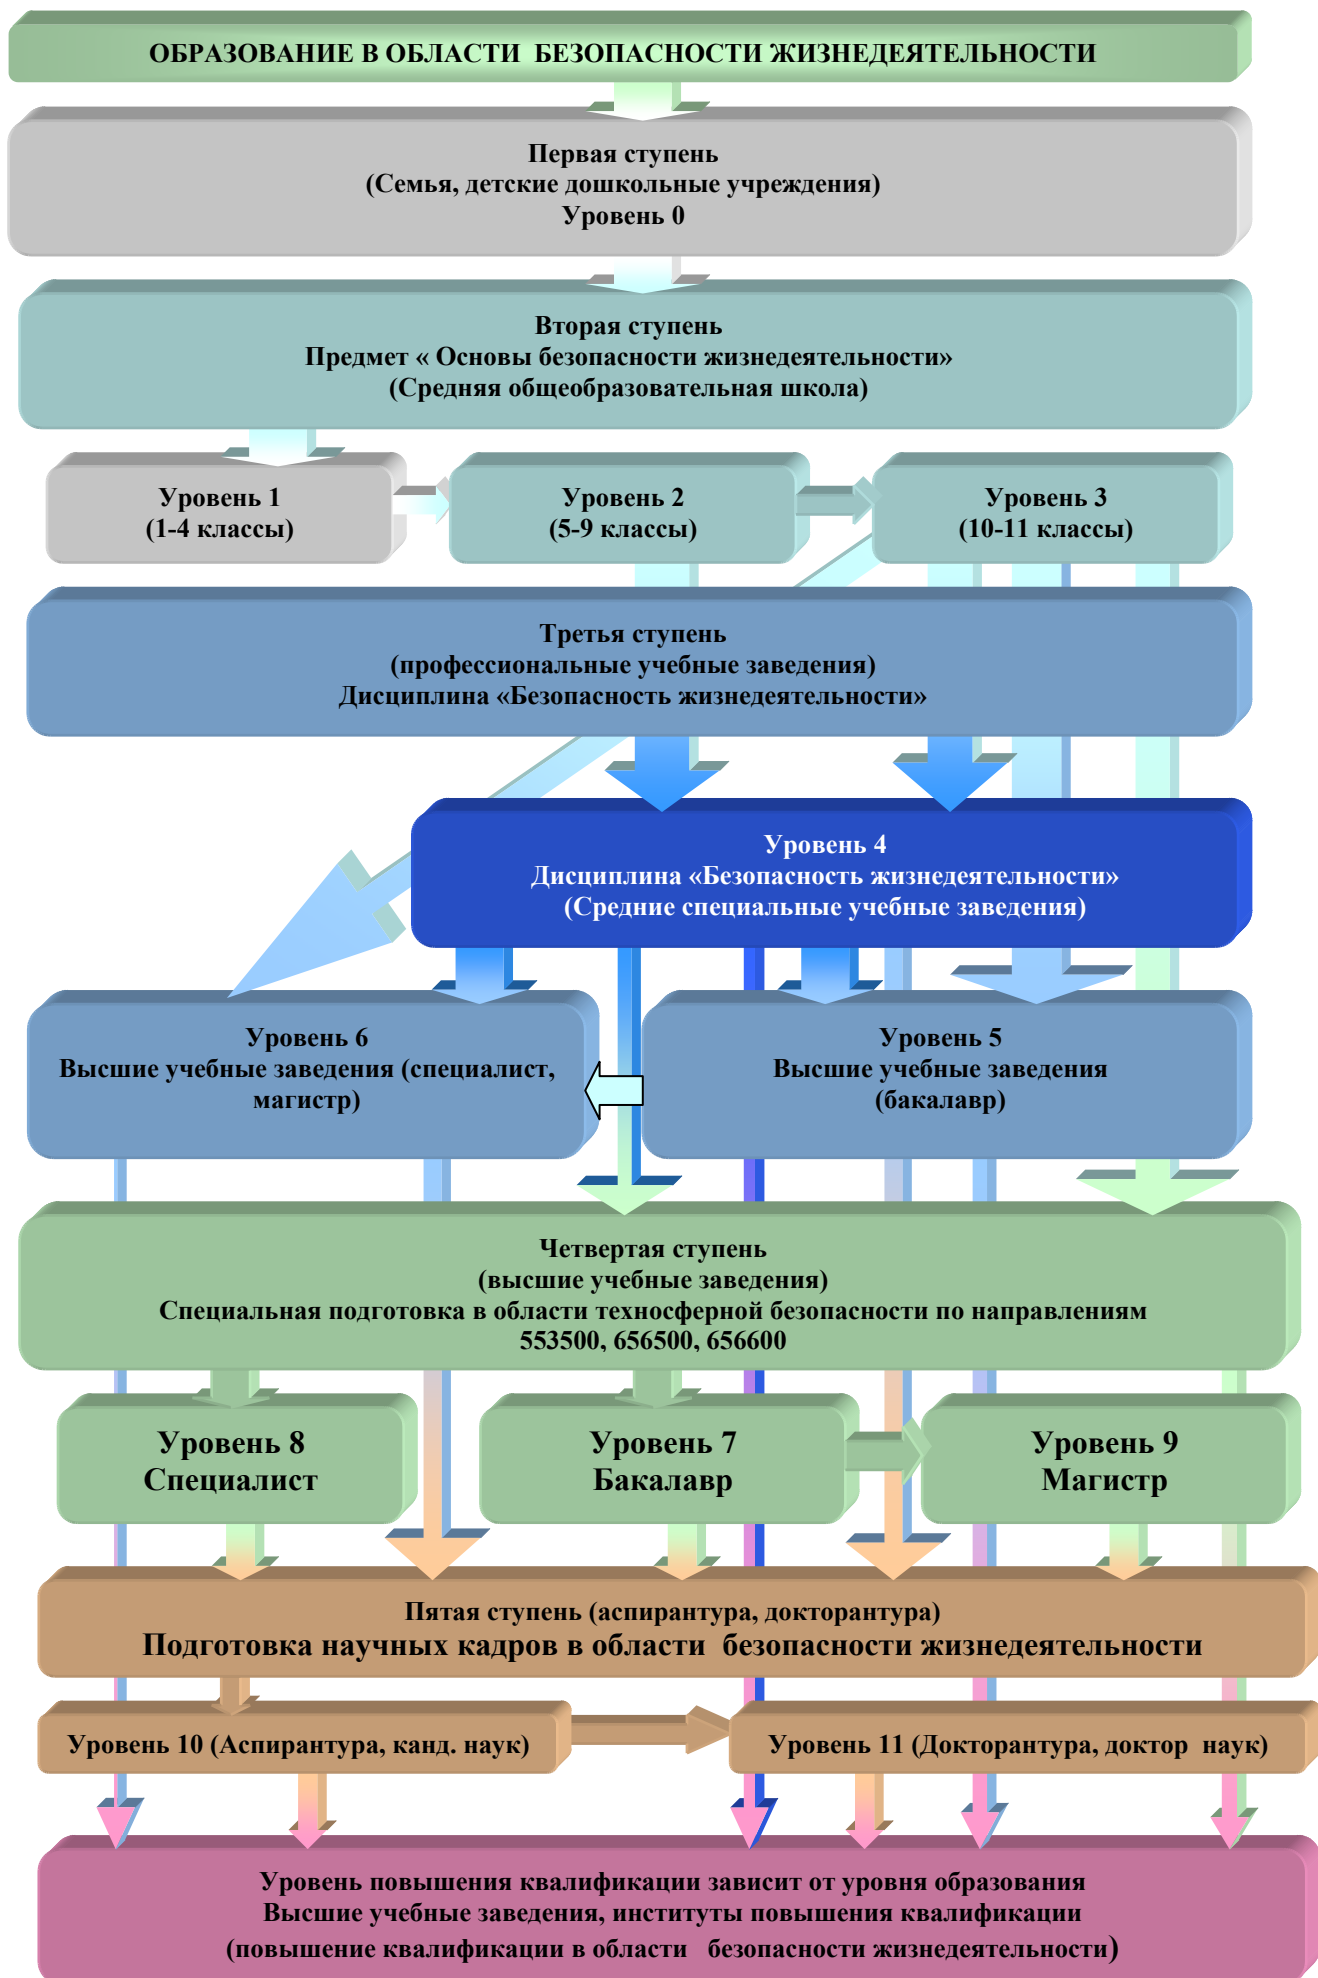 ОБРАЗОВАНИЕ В ОБЛАСТИ БЕЗОПАСНОСТИ ЖИЗНЕДЕЯТЕЛЬНОСТИ
Первая ступень
(Семья, детские дошкольные учреждения)
Уровень 0
Вторая ступень
Предмет « Основы безопасности жизнедеятельности»
(Средняя общеобразовательная школа)
Уровень 1
(1-4 классы)
Уровень 2
(5-9 классы)
Уровень 3
(10-11 классы)
Третья ступень
(профессиональные учебные заведения)
Дисциплина «Безопасность жизнедеятельности»
Уровень 4
Дисциплина «Безопасность жизнедеятельности»
(Средние специальные учебные заведения)
Уровень 6
Высшие учебные заведения (специалист,
магистр)
Уровень 5
Высшие учебные заведения
(бакалавр)
Четвертая ступень
(высшие учебные заведения)
Специальная подготовка в области техносферной безопасности по направлениям
553500, 656500, 656600
Уровень 8
Специалист
Уровень 7
Бакалавр
Уровень 9
Магистр
Пятая ступень (аспирантура, докторантура)
Подготовка научных кадров в области безопасности жизнедеятельности
Уровень 10 (Аспирантура, канд. наук)
Уровень 11 (Докторантура, доктор наук)
Уровень повышения квалификации зависит от уровня образования
Высшие учебные заведения, институты повышения квалификации
(повышение квалификации в области безопасности жизнедеятельности)